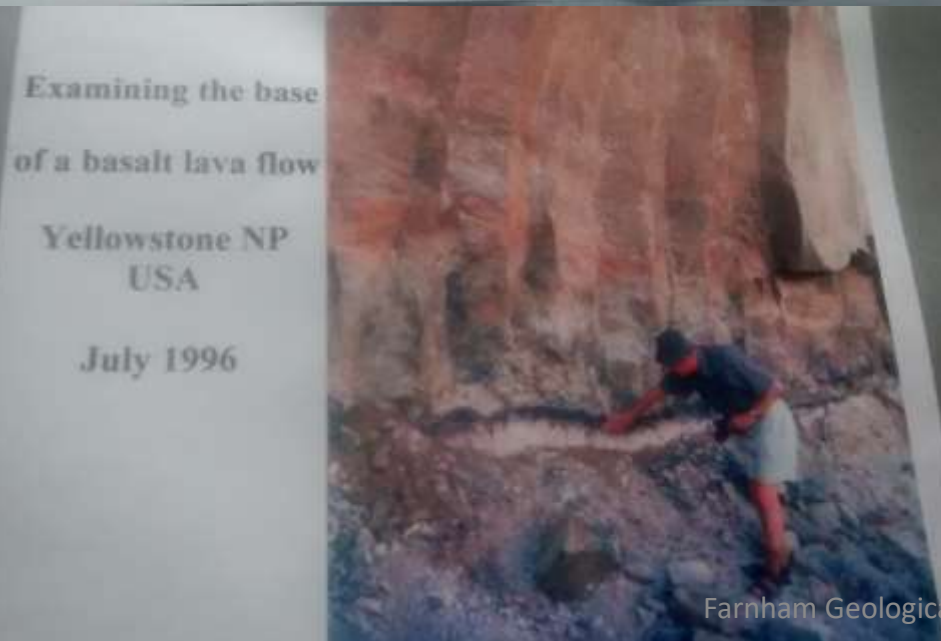 Examining the base
of a basalt lava flow
Yellowstone NP
USA
July 1996
Farnham Geologica